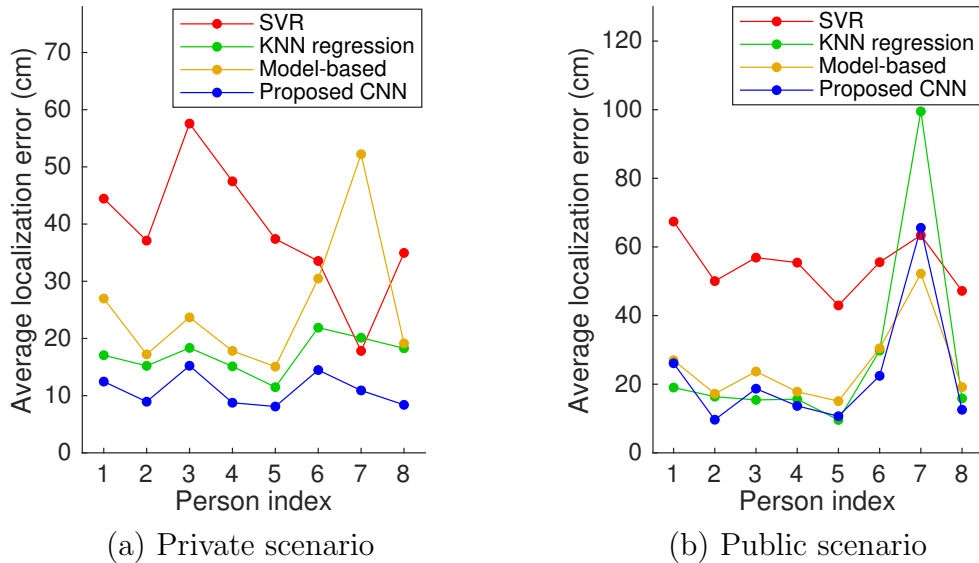 SVR
KNN regression
Model-based
Proposed CNN
Average localization error (cm)
70
60
50
40
30
20
10
0
1 2 3 4 5 6 7 8
Person index
(a) Private scenario
SVR
KNN regression
Model-based
Proposed CNN
Average localization error (cm)
120
100
80
60
40
20
0
1 2 3 4 5 6 7 8
Person index
(b) Public scenario